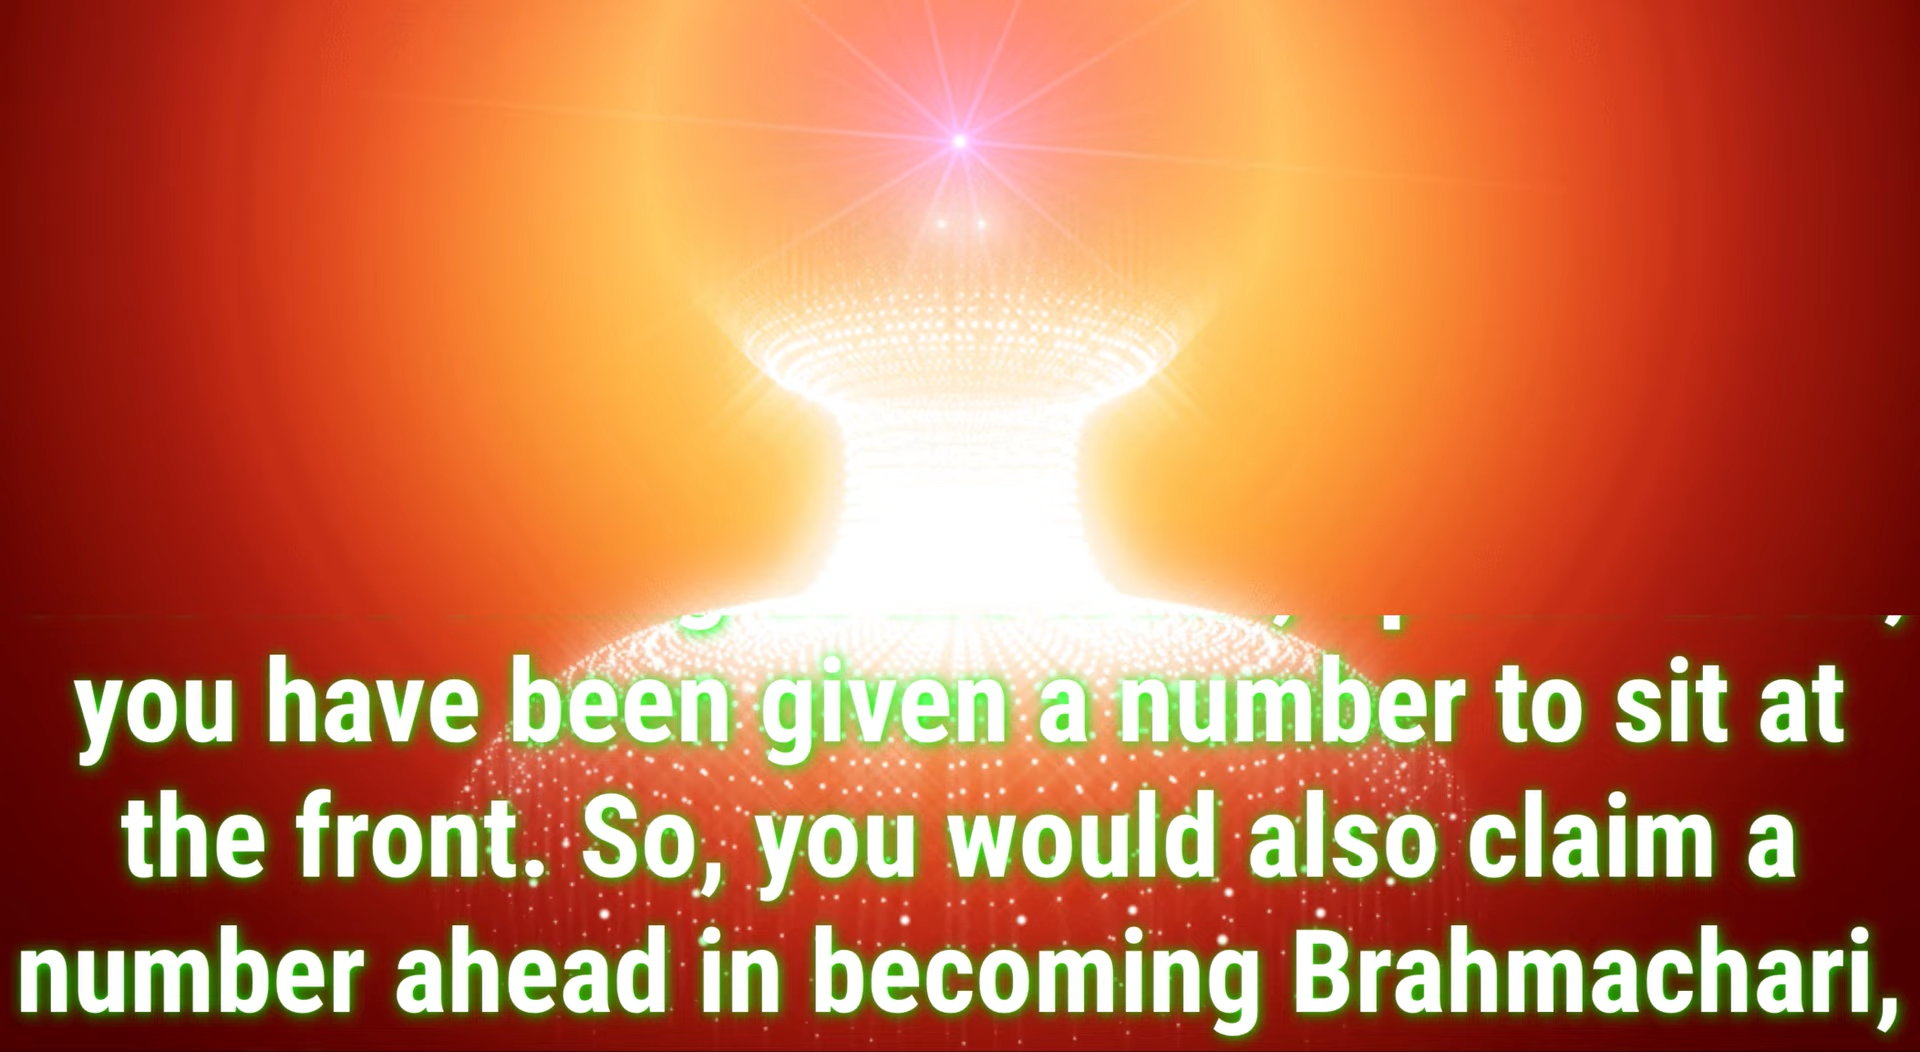 you have been given a number to sit at
the front. So, you would also claim a
number ahead in becoming Brahmachari,